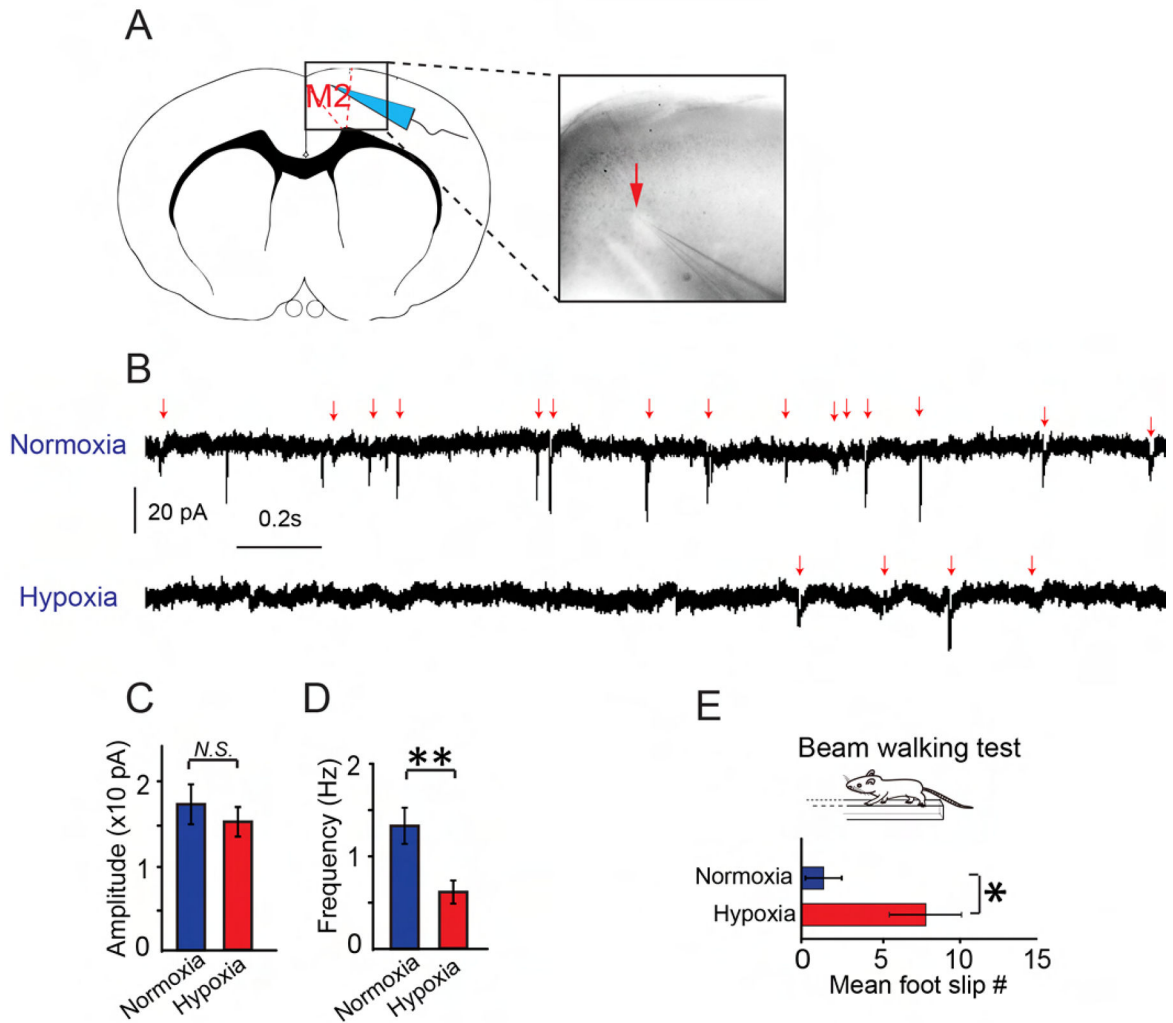 A
M2
B
Normoxia
20 pA
0.2s
Hypoxia
C
Amplitude (x10 pA)
N.S.
2
1
0
Normoxia
Hypoxia
D
Frequency (Hz)
**
2
1
0
Normoxia
Hypoxia
E
Beam walking test
Normoxia
Hypoxia
*
0 5 10 15
Mean foot slip #